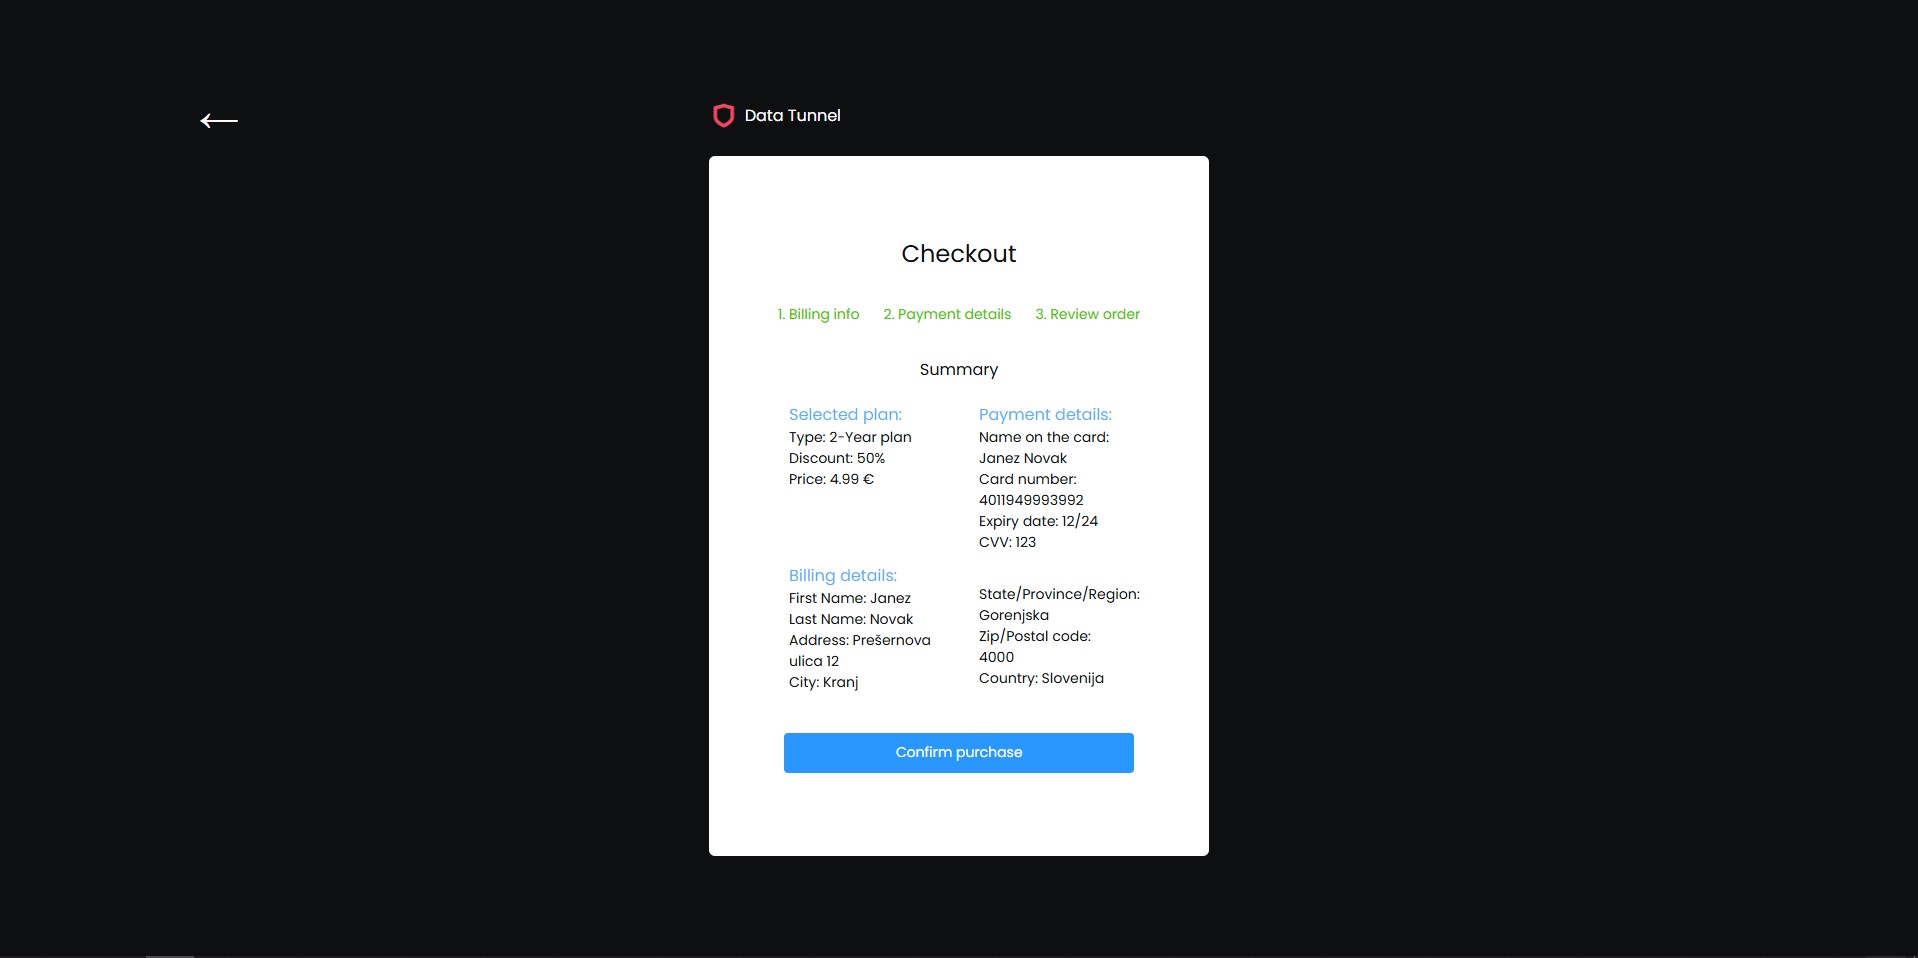 Data Tunnel
Checkout
1. Billing info 2. Payment details 3. Review order
Summary
Selected plan:
Type: 2-Year plan
Discount: 50%
Price: 4.99 €
Payment details:
Name on the card:
Janez Novak
Card number:
4011949993992
Expiry date: 12/24
CVV: 123
Billing details:
First Name: Janez
Last Name: Novak
Address: Prešernova
ulica 12
City: Kranj
State/Province/Region:
Gorenjska
Zip/Postal code:
4000
Country: Slovenija
Confirm purchase